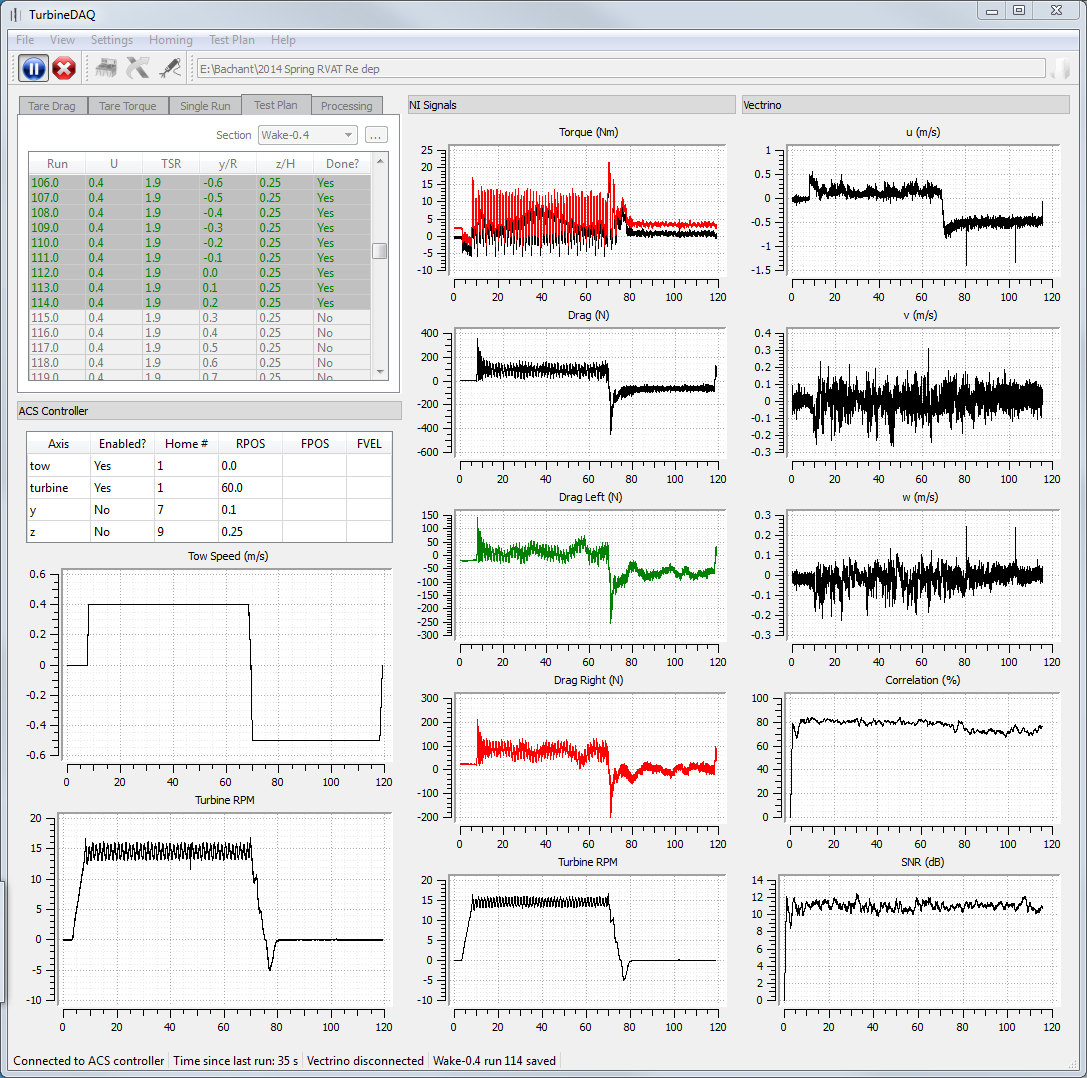 TurbineDAQ
File View Settings Homing Test Plan Help
E:\Bachant\2014 Spring RVAT Re dep
Tare Drag Tare Torque Single Run Test Plan Processing
Section Wake-0.4 ...
Run U TSR y/R z/H Done?
106.0 0.4 1.9 -0.6 0.25 Yes
107.0 0.4 1.9 -0.5 0.25 Yes
108.0 0.4 1.9 -0.4 0.25 Yes
109.0 0.4 1.9 -0.3 0.25 Yes
110.0 0.4 1.9 -0.2 0.25 Yes
111.0 0.4 1.9 -0.1 0.25 Yes
112.0 0.4 1.9 0.0 0.25 Yes
113.0 0.4 1.9 0.1 0.25 Yes
114.0 0.4 1.9 0.2 0.25 Yes
115.0 0.4 1.9 0.3 0.25 No
116.0 0.4 1.9 0.4 0.25 No
117.0 0.4 1.9 0.5 0.25 No
118.0 0.4 1.9 0.6 0.25 No
119.0 0.4 1.9 0.7 0.25 No
ACS Controller
Axis Enabled? Home # RPOS FPOS FVEL
tow Yes 1 0.0
turbine Yes 1 60.0
y No 7 0.1
z No 9 0.25
Tow Speed (m/s)
0.6
0.4
0.2
0
-0.2
-0.4
-0.6
0 20 40 60 80 100 120
Turbine RPM
20
15
10
5
0
-5
-10
0 20 40 60 80 100 120
NI Signals
Torque (Nm)
25
20
15
10
5
0
-5
-10
0 20 40 60 80 100 120
Drag (N)
400
200
0
-200
-400
-600
0 20 40 60 80 100 120
Drag Left (N)
150
100
50
0
-50
-100
-150
-200
-250
-300
0 20 40 60 80 100 120
Drag Right (N)
300
200
100
0
-100
-200
0 20 40 60 80 100 120
Turbine RPM
20
15
10
5
0
-5
-10
0 20 40 60 80 100 120
Vectrino
u (m/s)
1
0.5
0
-0.5
-1
-1.5
0 20 40 60 80 100 120
v (m/s)
0.4
0.3
0.2
0.1
0
-0.1
-0.2
-0.3
0 20 40 60 80 100 120
w (m/s)
0.3
0.2
0.1
0
-0.1
-0.2
-0.3
0 20 40 60 80 100 120
Correlation (%)
100
80
60
40
20
0
0 20 40 60 80 100 120
SNR (dB)
14
12
10
8
6
4
2
0
0 20 40 60 80 100 120
Connected to ACS controller Time since last run: 35 s Vectrino disconnected Wake-0.4 run 114 saved